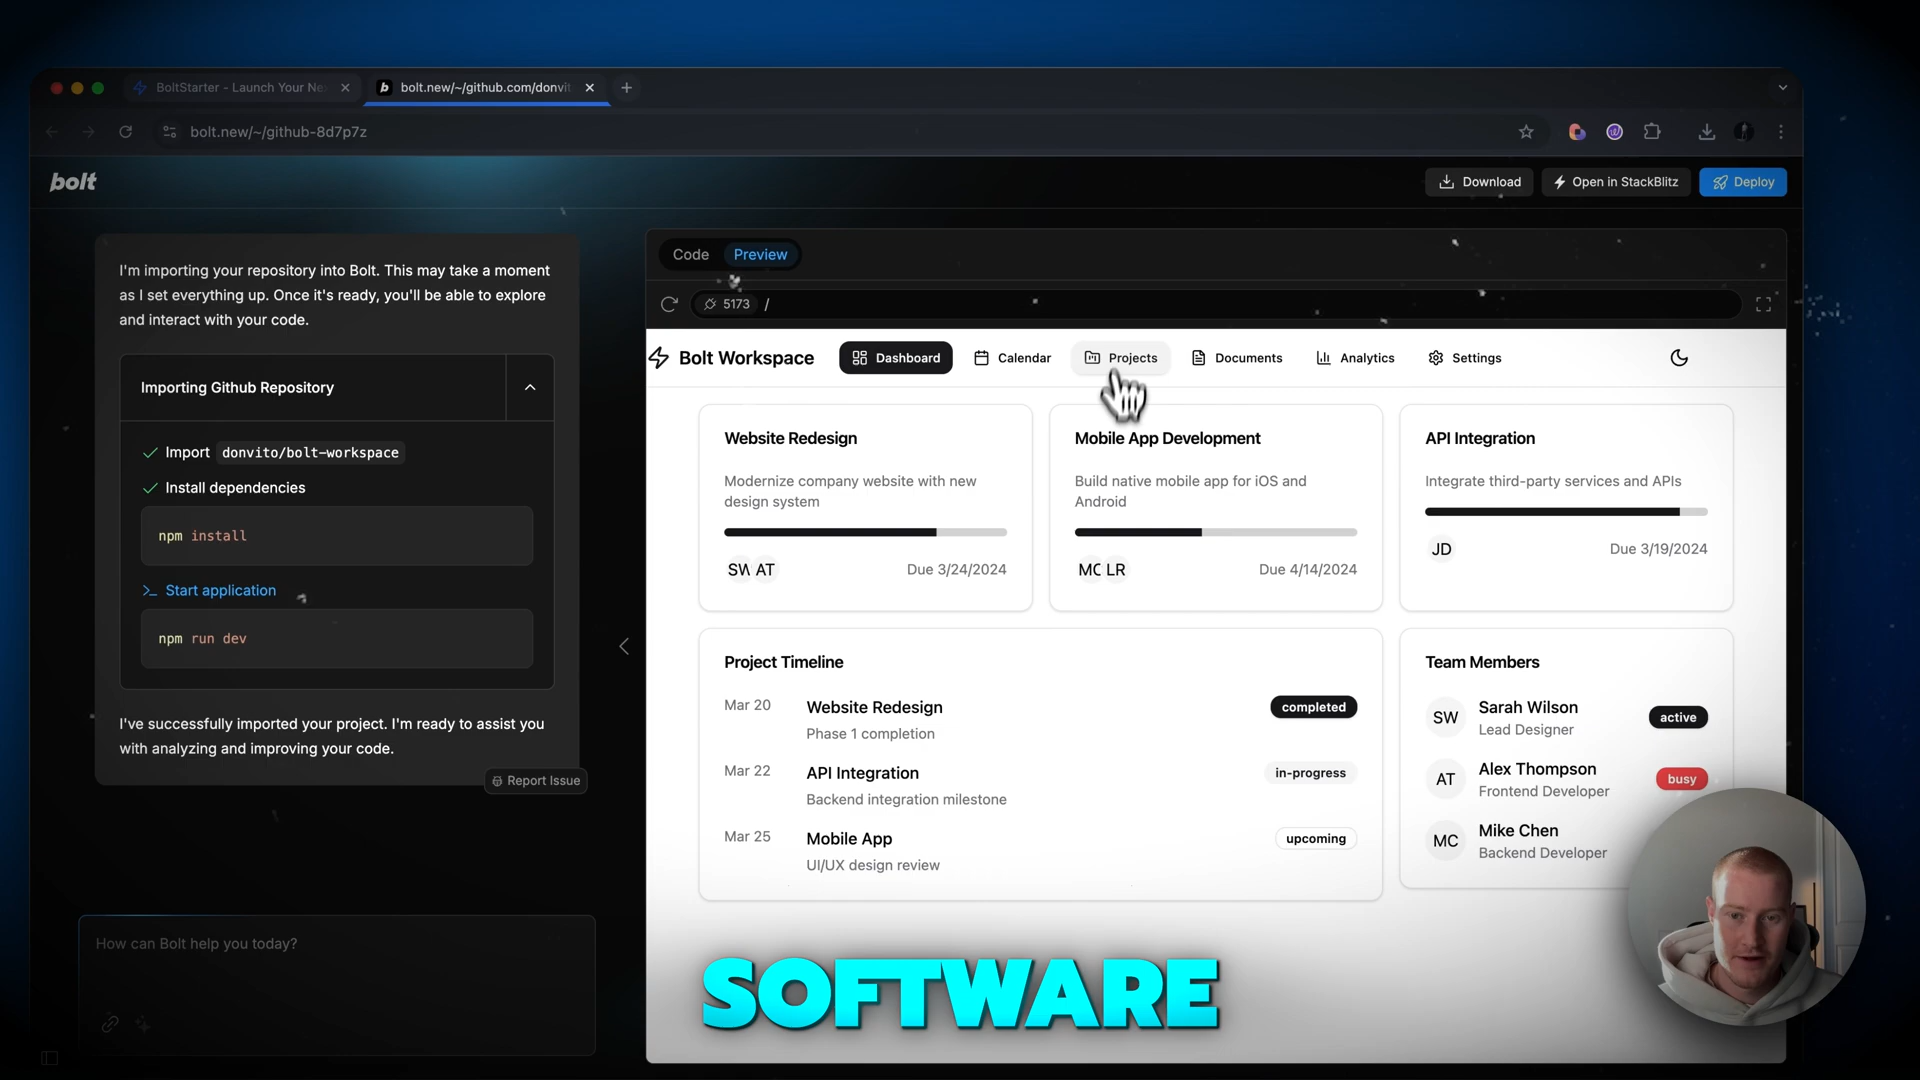 BoltStarter - Launch Your Ne
bolt.new/~/github.com/donvit
bolt.new/~/github-8d7p7z
bolt
Download
Open in StackBlitz
Deploy
I'm importing your repository into Bolt. This may take a moment
as I set everything up. Once it's ready, you'll be able to explore
and interact with your code.
Importing Github Repository
Import donvito/bolt-workspace
Install dependencies
npm install
Start application
npm run dev
I've successfully imported your project. I'm ready to assist you
with analyzing and improving your code.
Report Issue
How can Bolt help you today?
Code Preview
5173 /
Bolt Workspace
Dashboard
Calendar
Projects
Documents
Analytics
Settings
Website Redesign
Modernize company website with new
design system
SW AT
Due 3/24/2024
Mobile App Development
Build native mobile app for iOS and
Android
MC LR
Due 4/14/2024
API Integration
Integrate third-party services and APIs
JD
Due 3/19/2024
Project Timeline
Mar 20
Website Redesign
completed
Phase 1 completion
Mar 22
API Integration
in-progress
Backend integration milestone
Mar 25
Mobile App
upcoming
UI/UX design review
Team Members
SW
Sarah Wilson
Lead Designer
active
AT
Alex Thompson
Frontend Developer
busy
MC
Mike Chen
Backend Developer
SOFTWARE